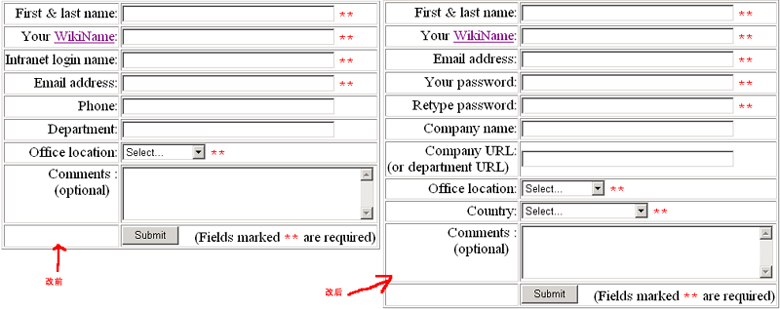 First & last name: **
Your WikiName: **
Intranet login name: **
Email address: **
Phone:
Department:
Office location: Select... **
Comments :
(optional)
Submit (Fields marked ** are required)
改前
First & last name: **
Your WikiName: **
Email address: **
Your password: **
Retype password: **
Company name:
Company URL:
(or department URL)
Office location: Select... **
Country: Select... **
Comments :
(optional)
Submit (Fields marked ** are required)
改后